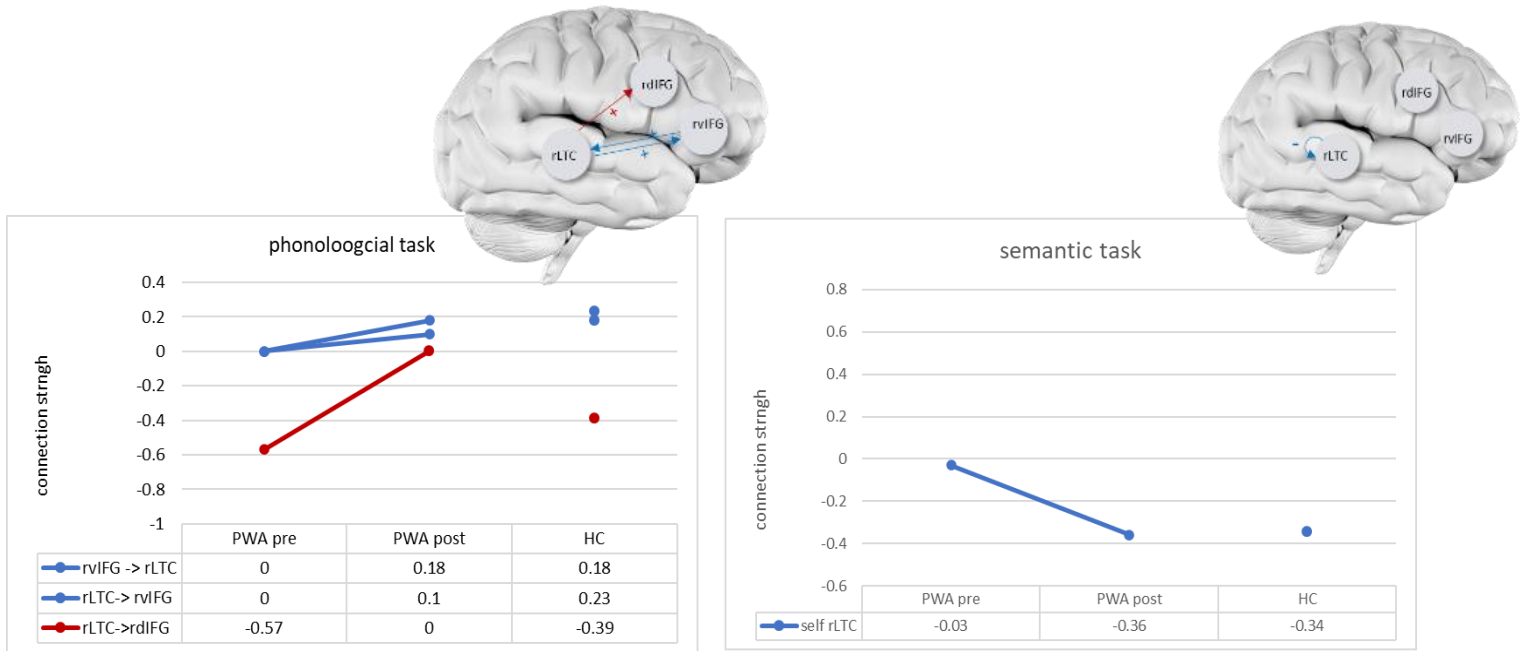 rdIFG
+
rvIFG
+
rLTC
+
phonoloogcial task
connection strngh
0.4
0.2
0
-0.2
-0.4
-0.6
-0.8
-1
PWA pre PWA post HC
rvIFG -> rLTC 0 0.18 0.18
rLTC-> rvIFG 0 0.1 0.23
rLTC->rdIFG -0.57 0 -0.39
rdIFG
rvIFG
-
rLTC
semantic task
connection strngh
0.8
0.6
0.4
0.2
0
-0.2
-0.4
-0.6
PWA pre PWA post HC
self rLTC -0.03 -0.36 -0.34